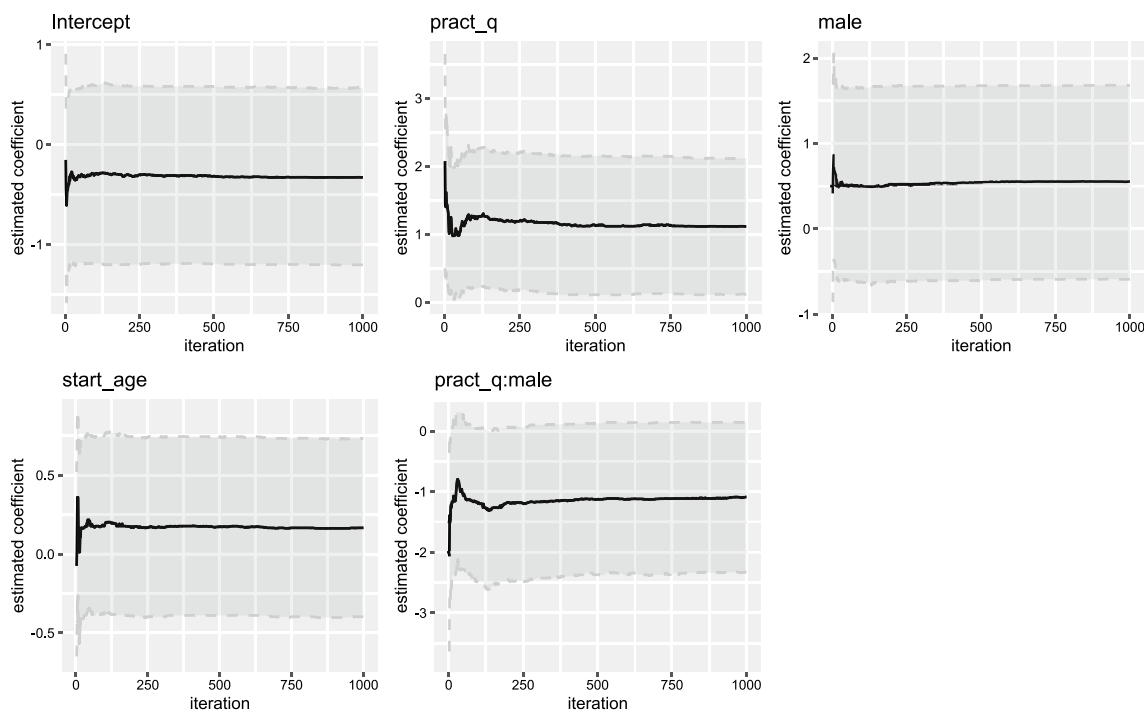 Intercept
estimated coefficient
1
0
-1
0
250
500
750
1000
iteration
pract_q
estimated coefficient
3
2
1
0
0
250
500
750
1000
iteration
male
estimated coefficient
2
1
0
-1
0
250
500
750
1000
iteration
start_age
estimated coefficient
0.5
0.0
-0.5
0
250
500
750
1000
iteration
pract_q:male
estimated coefficient
0
-1
-2
-3
0
250
500
750
1000
iteration